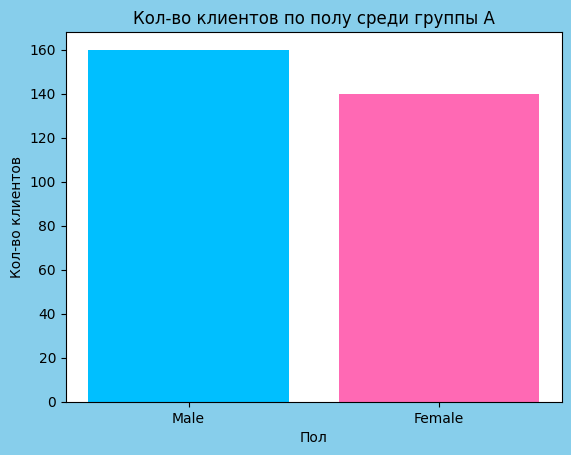 Кол-во клиентов по полу среди группы А
Кол-во клиентов
160
140
120
100
80
60
40
20
0
Male
Female
Пол